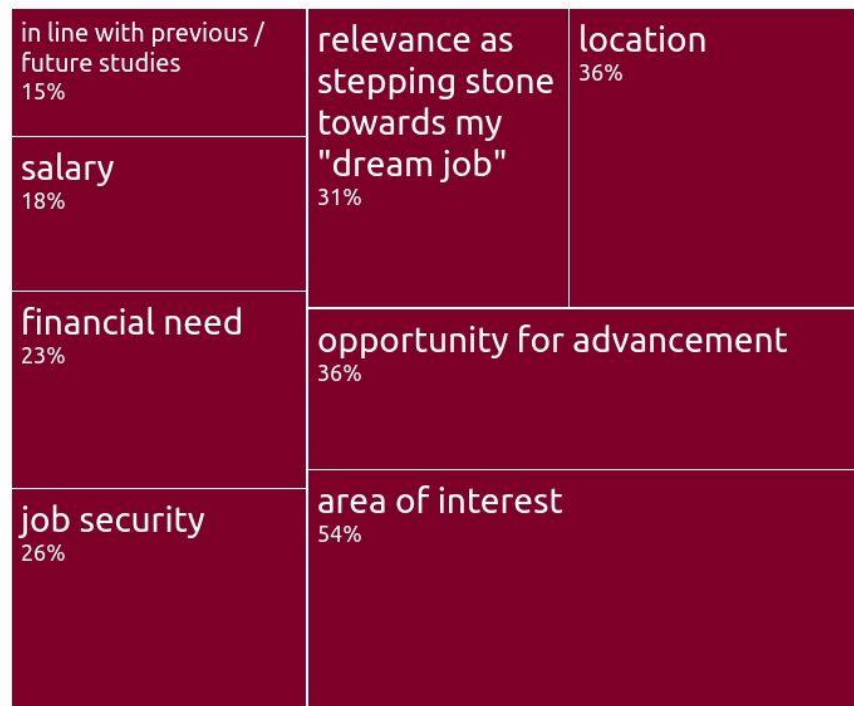 in line with previous /
future studies
15%
salary
18%
financial need
23%
job security
26%
relevance as
stepping stone
towards my
"dream job"
31%
location
36%
opportunity for advancement
36%
area of interest
54%